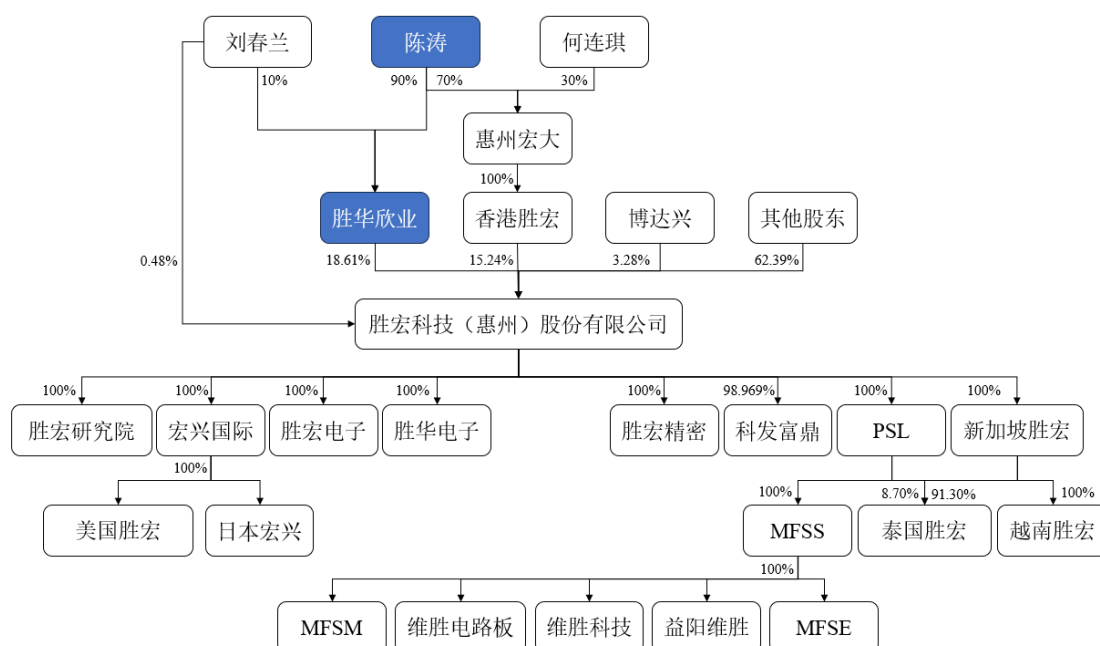 刘春兰
陈涛
何连琪
10%
90%
70%
30%
惠州宏大
100%
胜华欣业
香港胜宏
博达兴
其他股东
0.48%
18.61%
15.24%
3.28%
62.39%
胜宏科技（惠州）股份有限公司
100%
100%
100%
100%
100%
98.969%
100%
100%
胜宏研究院
宏兴国际
胜宏电子
胜华电子
胜宏精密
科发富鼎
PSL
新加坡胜宏
100%
100%
8.70%
91.30%
100%
美国胜宏
日本宏兴
MFSS
泰国胜宏
越南胜宏
100%
MFSM
维胜电路板
维胜科技
益阳维胜
MFSE